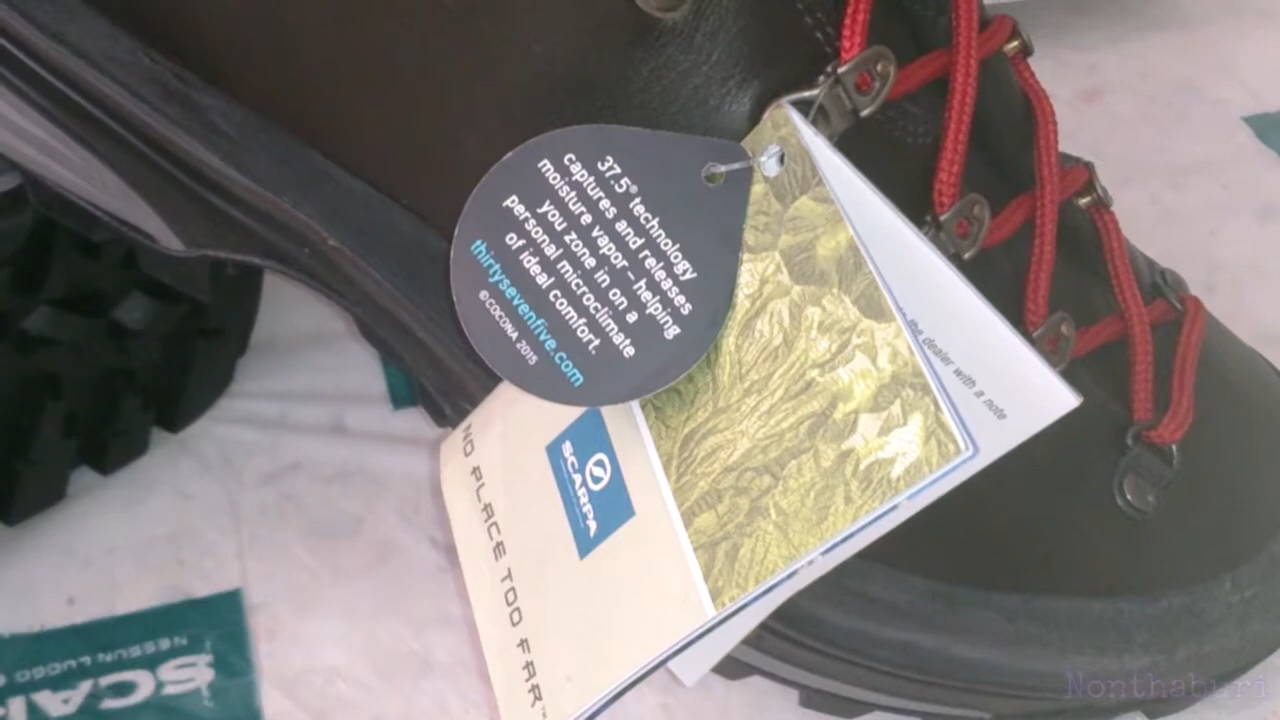 37.5® technology
captures and releases
moisture vapor – helping
you zone in on a
personal microclimate
of ideal comfort.
thirtysevenfive.com
©COCONA 2015
the dealer with a note
SCARPA
NO PLACE TOO FAR™
NESSUN LUOGO
SCAR
Nonthaburi